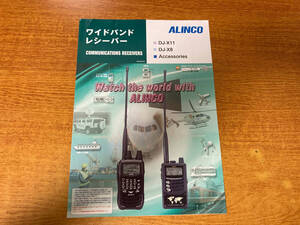 ワイドバンド
レシーバー
COMMUNICATIONS RECEIVERS
ALINCO
DJ-X11
DJ-X8
Accessories
Watch the world with
ALINCO